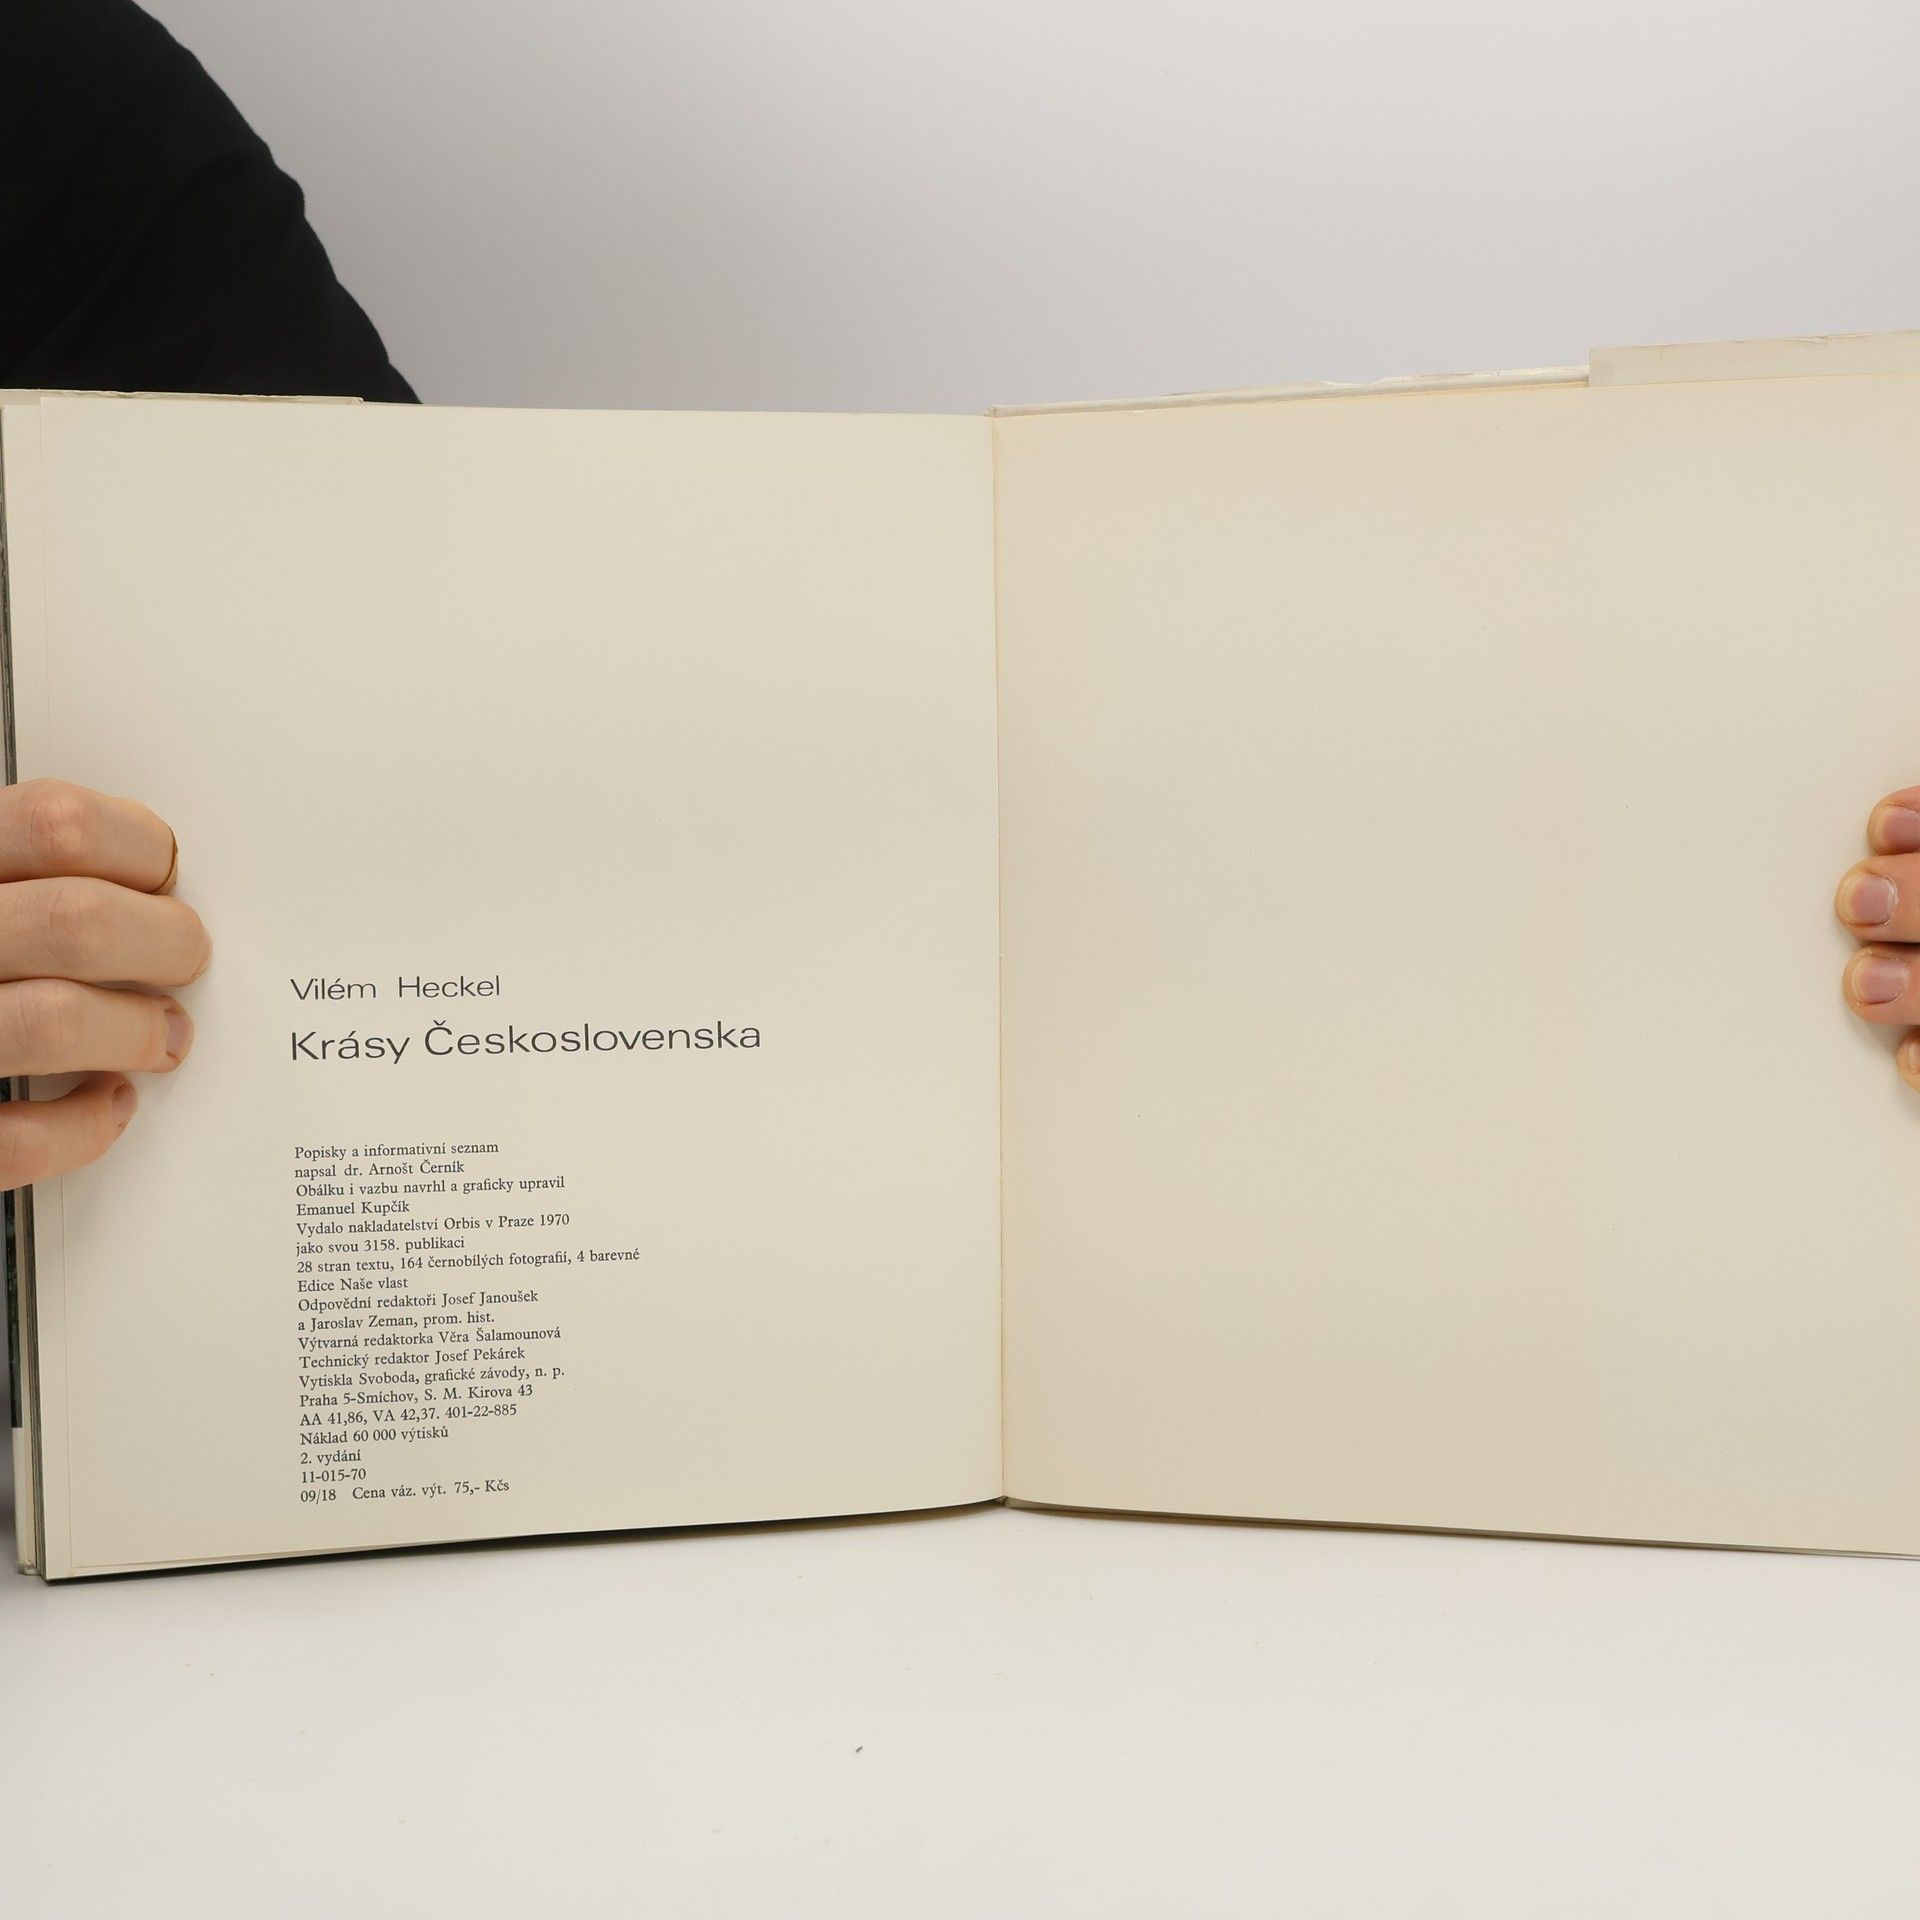 Vilém Heckel
Krásy Československa
Popisky a informativní seznam
napsal dr. Arnošt Černík
Obálku i vazbu navrhl a graficky upravil
Emanuel Kupčík
Vydalo nakladatelství Orbis v Praze 1970
jako svou 3158. publikaci
28 stran textu, 164 černobílých fotografií, 4 barevné
Edice Naše vlast
Odpovědní redaktoři Josef Janoušek
a Jaroslav Zeman, prom. hist.
Výtvarná redaktorka Věra Šalamounová
Technický redaktor Josef Pekárek
Vytiskla Svoboda, grafické závody, n. p.
Praha 5-Smíchov, S. M. Kirova 43
AA 41,86, VA 42,37. 401-22-885
Náklad 60 000 výtisků
2. vydání
11-015-70
09/18 Cena váz. výt. 75,- Kčs